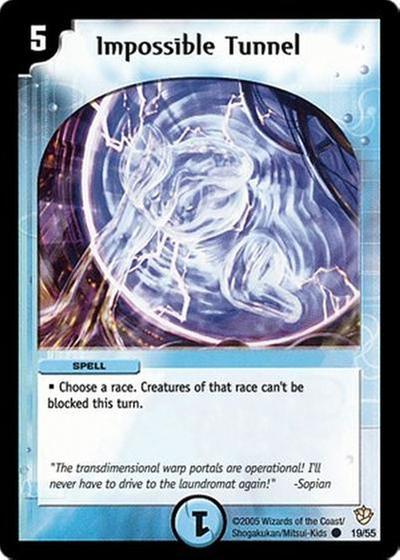 5
Impossible Tunnel
SPELL
▪ Choose a race. Creatures of that race can't be
blocked this turn.
"The transdimensional warp portals are operational! I'll
never have to drive to the laundromat again!" -Sopian
1
©2005 Wizards of the Coast/
Shogakukan/Mitsui-Kids ● 19/55